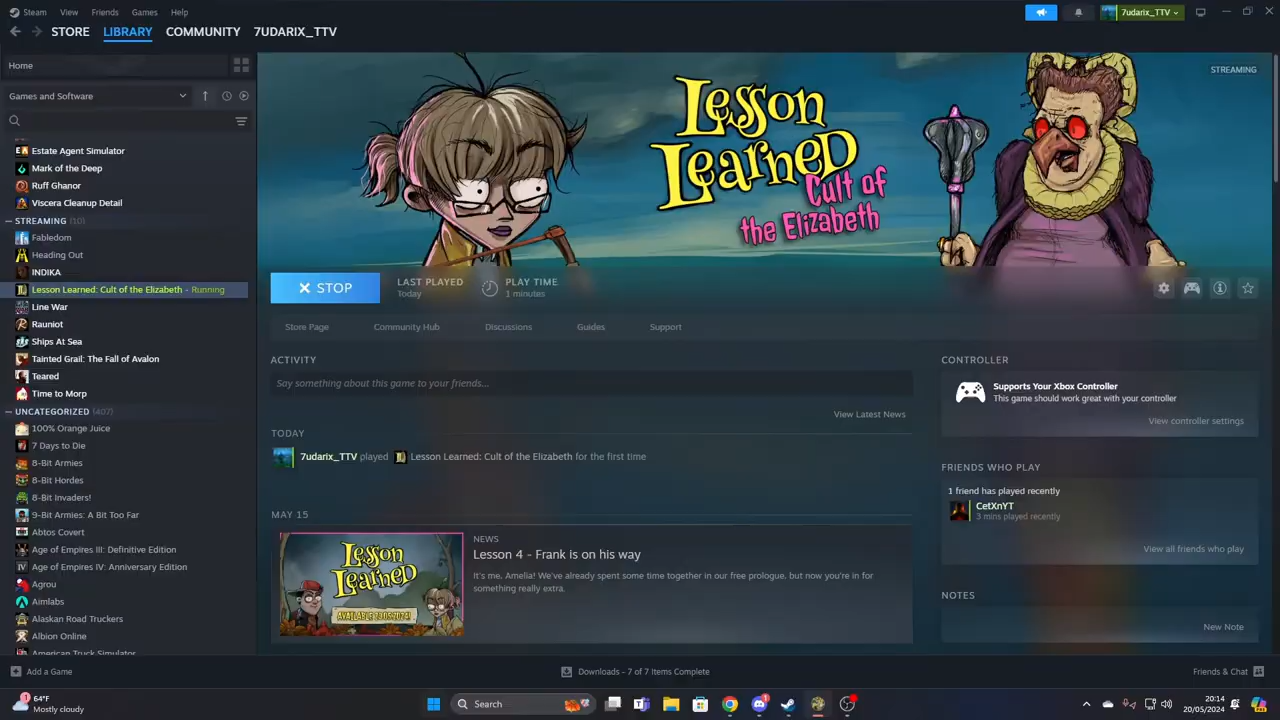 Steam View Friends Games Help
7UDARIX_TTV
STORE LIBRARY COMMUNITY 7UDARIX_TTV
Home
Games and Software
Estate Agent Simulator
Mark of the Deep
Ruff Ghanor
Viscera Cleanup Detail
STREAMING (10)
Fabledom
Heading Out
INDIKA
Lesson Learned: Cult of the Elizabeth - Running
Line War
Rauniot
Ships At Sea
Tainted Grail: The Fall of Avalon
Teared
Time to Morp
UNCATEGORIZED (407)
100% Orange Juice
7 Days to Die
8-Bit Armies
8-Bit Hordes
8-Bit Invaders!
9-Bit Armies: A Bit Too Far
Abtos Covert
Age of Empires III: Definitive Edition
Age of Empires IV: Anniversary Edition
Agrou
Aimlabs
Alaskan Road Truckers
Albion Online
American Truck Simulator
Add a Game
STREAMING
Lesson
Learned
Cult of
the Elizabeth
STOP
LAST PLAYED
Today
PLAY TIME
1 minutes
Store Page Community Hub Discussions Guides Support
ACTIVITY
Say something about this game to your friends...
View Latest News
TODAY
7udarix_TTV played Lesson Learned: Cult of the Elizabeth for the first time
MAY 15
Lesson
Learned
NEWS
Lesson 4 - Frank is on his way
It's me, Amelia! We've already spent some time together in our free prologue, but now you're in for
something really extra.
CONTROLLER
Supports Your Xbox Controller
This game should work great with your controller
View controller settings
FRIENDS WHO PLAY
1 friend has played recently
CetXnYT
3 mins played recently
View all friends who play
NOTES
New Note
Downloads - 7 of 7 Items Complete
Friends & Chat
1
64°F
Mostly cloudy
Search
1
20:14
20/05/2024